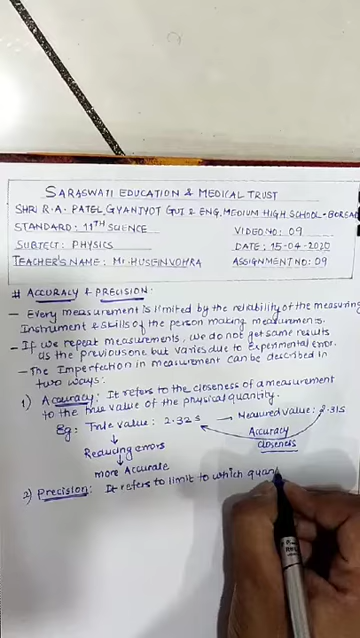 SARASWATI EDUCATION & MEDICAL TRUST
SHRI R.A. PATEL, GYANJYOT GUJ & ENG. MEDIUM HIGH SCHOOL - BORSAD
STANDARD: 11TH SCIENCE VIDEO NO: 09
SUBJECT: PHYSICS DATE: 15-04-2020
TEACHER'S NAME: Mr. HUSEIN VOHRA ASSIGNMENT NO: 09
# ACCURACY & PRECISION:
- Every measurement is limited by the reliability of the measuring
Instrument & skills of the person making measurements.
- If we repeat measurements, we do not get same results
as the previous one but varies due to experimental error.
- The Imperfection in measurement can be described in
two ways:
1) Accuracy: It refers to the closeness of a measurement
to the true value of the physical quantity.
Eg: True value: 2.32 s → Measured value: 2.31s
↓ Accuracy
Reducing errors closeness
↓
more Accurate
2) Precision: It refers to limit to which quan